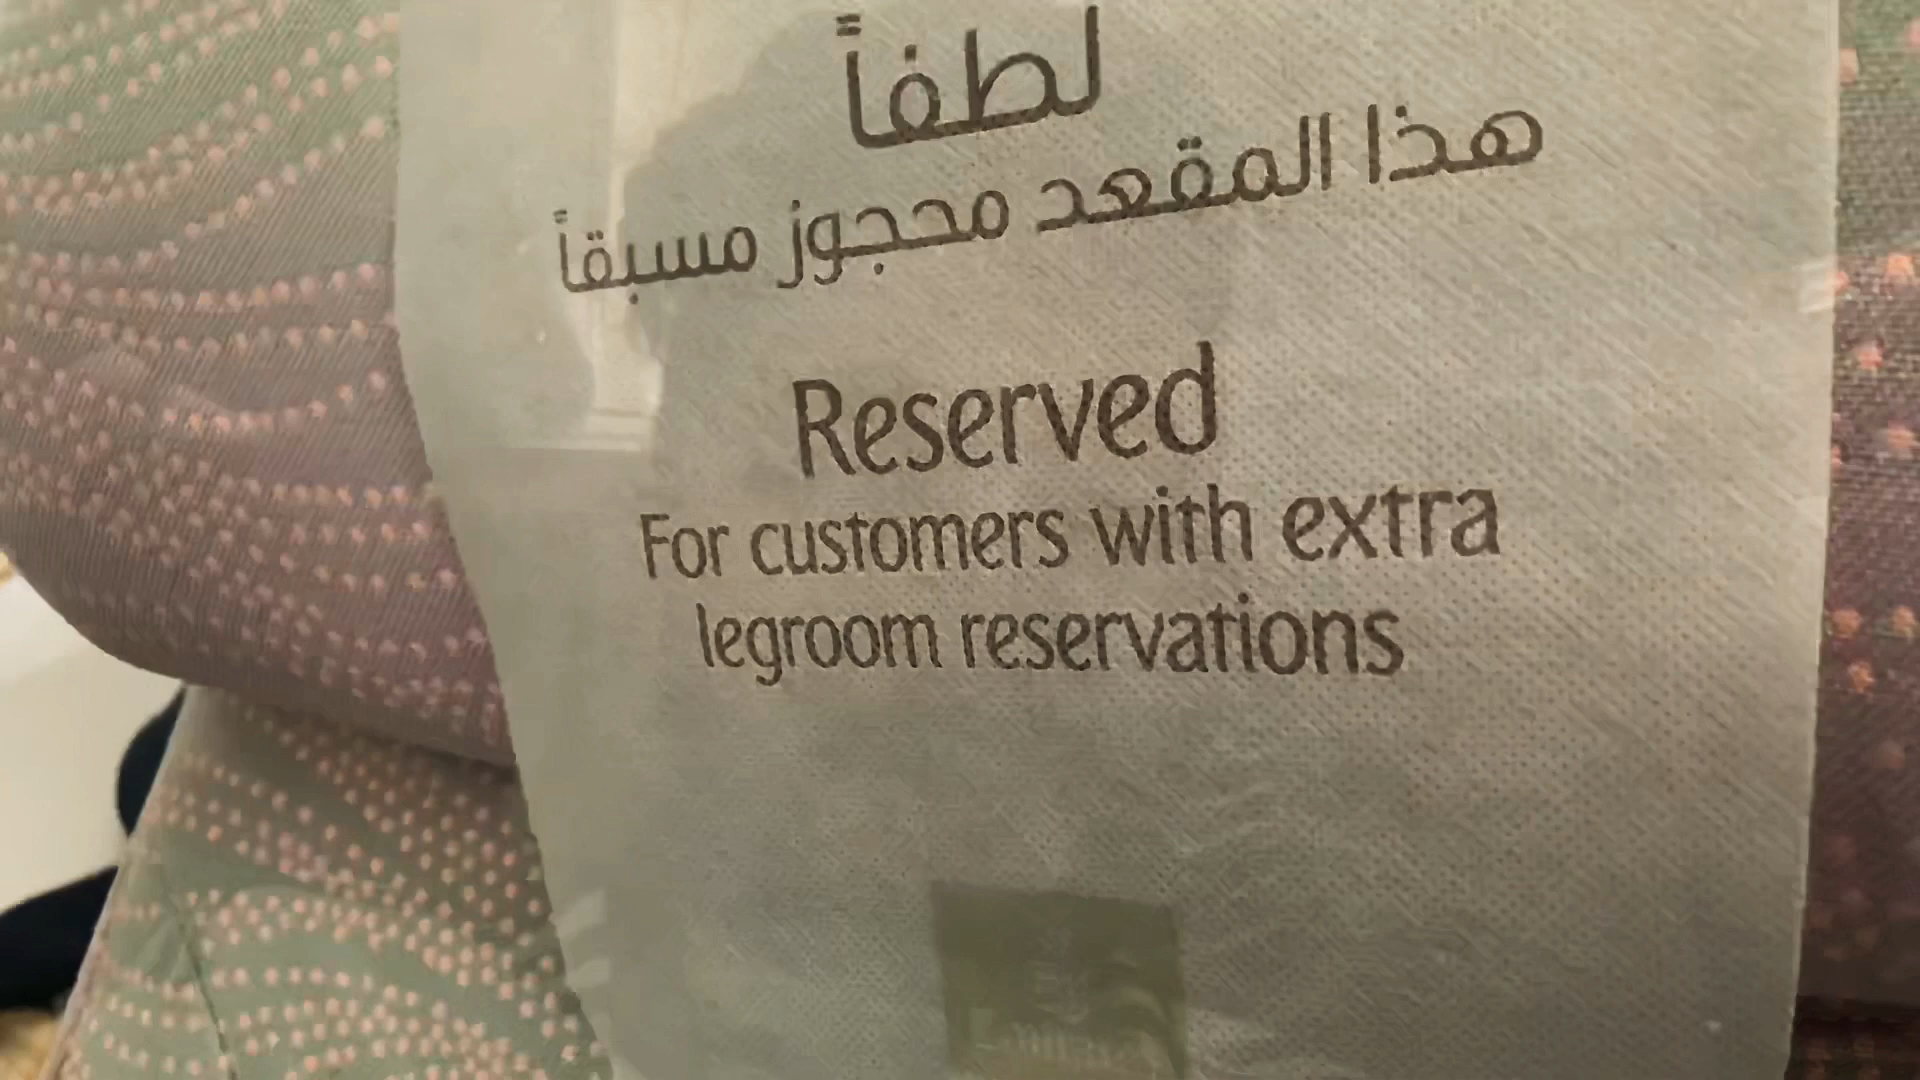 لطفاً
هذا المقعد محجوز مسبقاً
Reserved
For customers with extra
legroom reservations